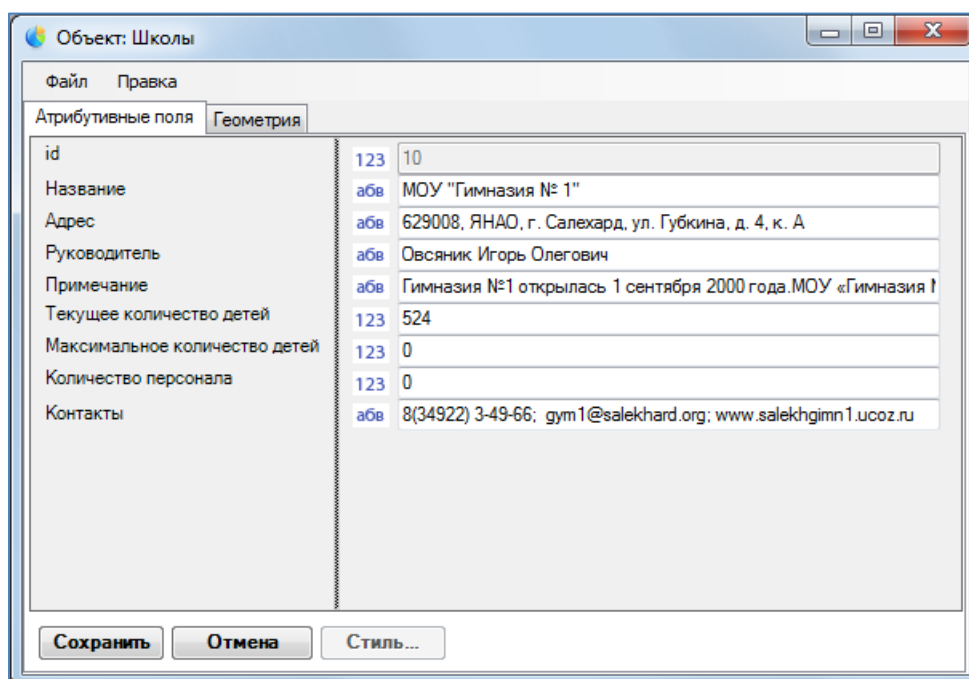 Объект: Школы
Файл Правка
Атрибутивные поля Геометрия
id 123 10
Название абв МОУ "Гимназия № 1"
Адрес абв 629008, ЯНАО, г. Салехард, ул. Губкина, д. 4, к. А
Руководитель абв Овсяник Игорь Олегович
Примечание абв Гимназия №1 открылась 1 сентября 2000 года.МОУ «Гимназия
Текущее количество детей 123 524
Максимальное количество детей 123 0
Количество персонала 123 0
Контакты абв 8(34922) 3-49-66; gym1@salekhard.org; www.salekhgimn1.ucoz.ru
Сохранить Отмена Стиль...